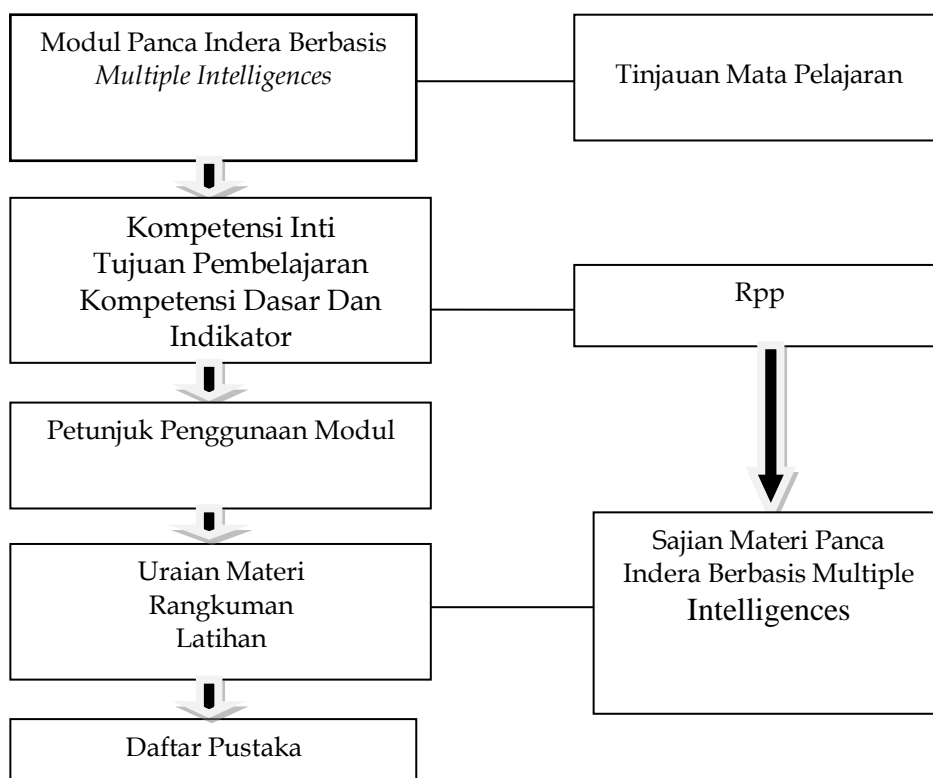 Modul Panca Indera Berbasis
Multiple Intelligences
Tinjauan Mata Pelajaran
Kompetensi Inti
Tujuan Pembelajaran
Kompetensi Dasar Dan
Indikator
Rpp
Petunjuk Penggunaan Modul
Uraian Materi
Rangkuman
Latihan
Sajian Materi Panca
Indera Berbasis Multiple
Intelligences
Daftar Pustaka